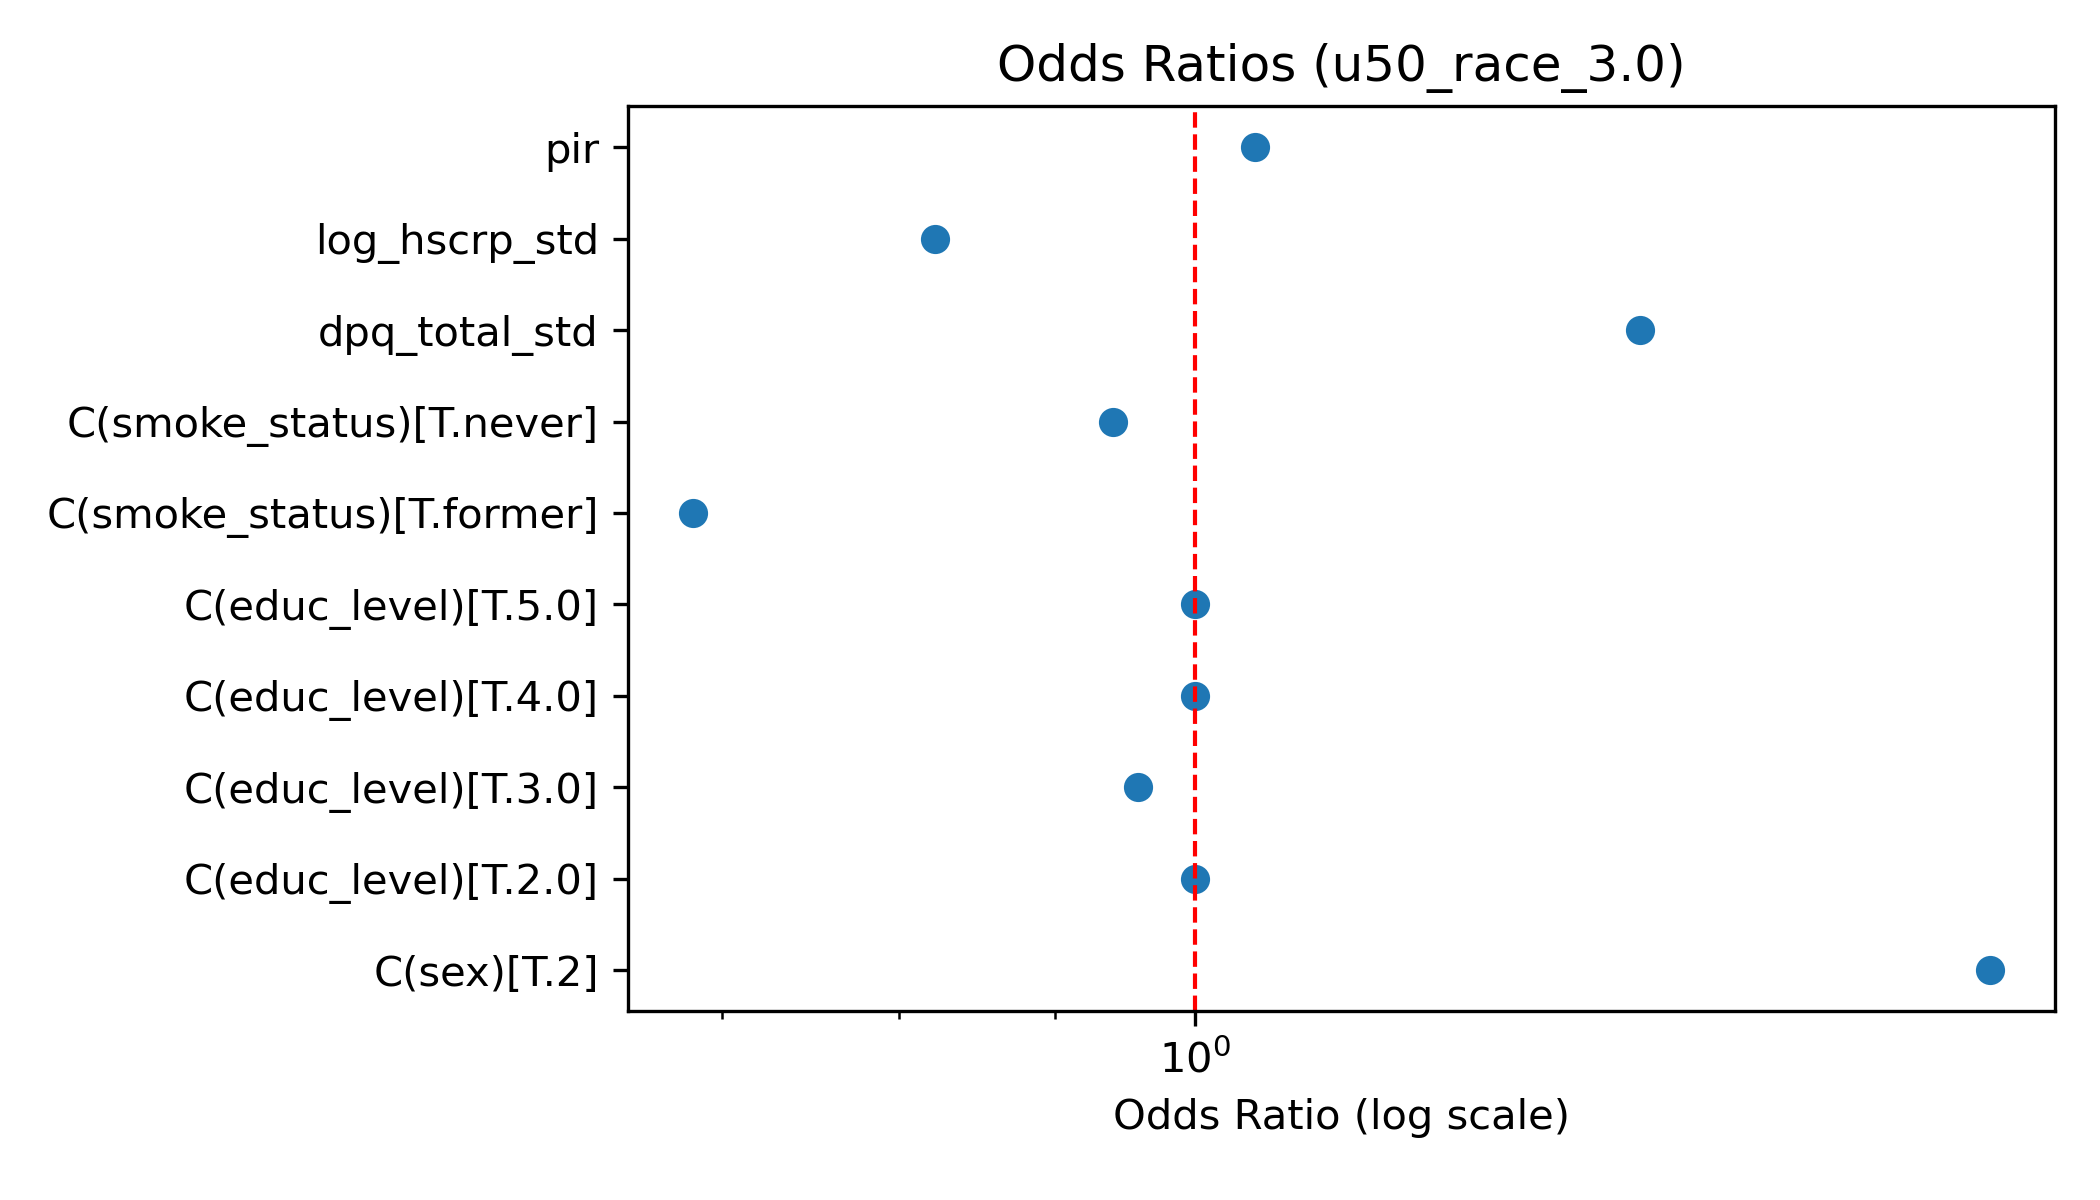 Odds Ratios (u50_race_3.0)
pir
log_hscrp_std
dpq_total_std
C(smoke_status)[T.never]
C(smoke_status)[T.former]
C(educ_level)[T.5.0]
C(educ_level)[T.4.0]
C(educ_level)[T.3.0]
C(educ_level)[T.2.0]
C(sex)[T.2]
10⁰
Odds Ratio (log scale)